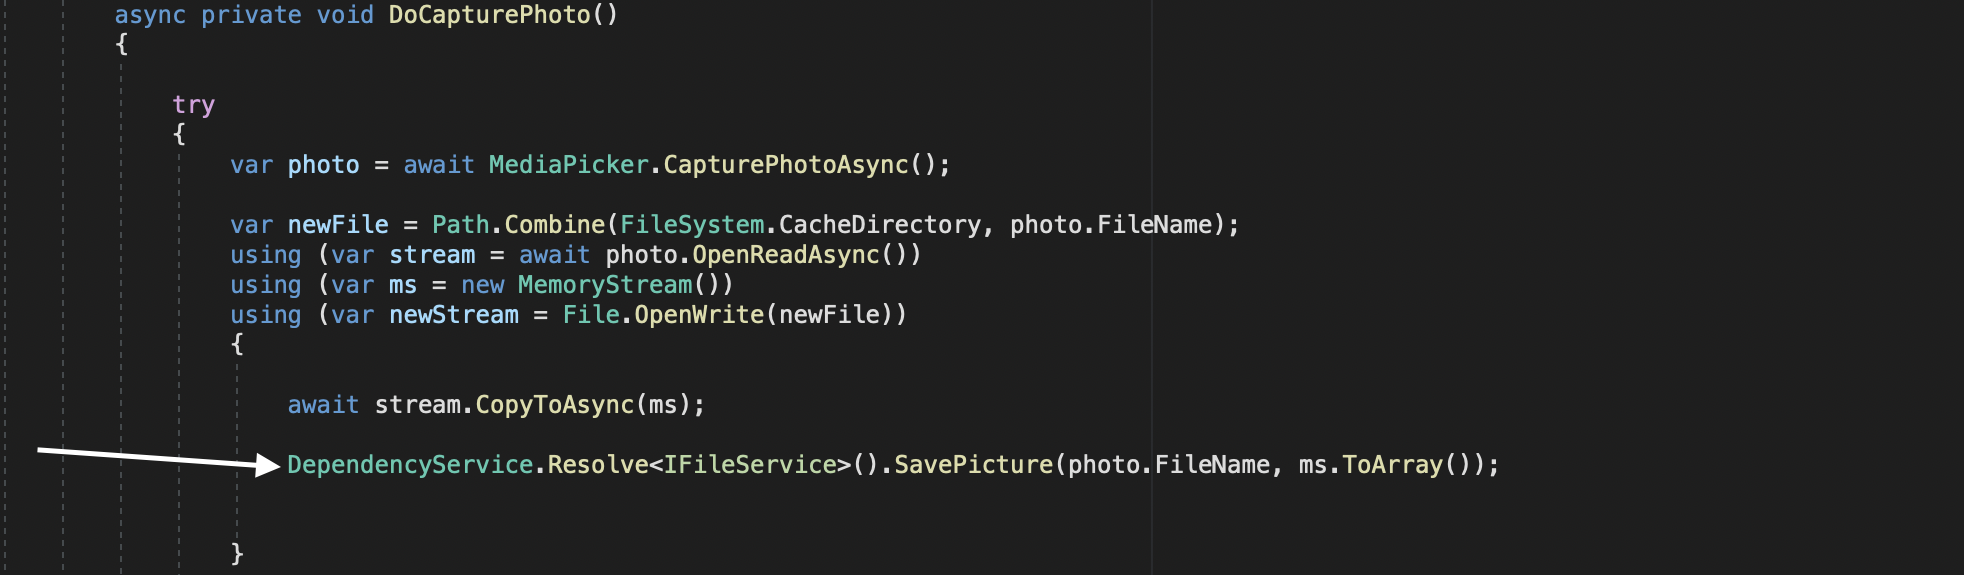 async private void DoCapturePhoto()
{
try
{
var photo = await MediaPicker.CapturePhotoAsync();
var newFile = Path.Combine(FileSystem.CacheDirectory, photo.FileName);
using (var stream = await photo.OpenReadAsync())
using (var ms = new MemoryStream())
using (var newStream = File.OpenWrite(newFile))
{
await stream.CopyToAsync(ms);
DependencyService.Resolve<IFileService>().SavePicture(photo.FileName, ms.ToArray());
}